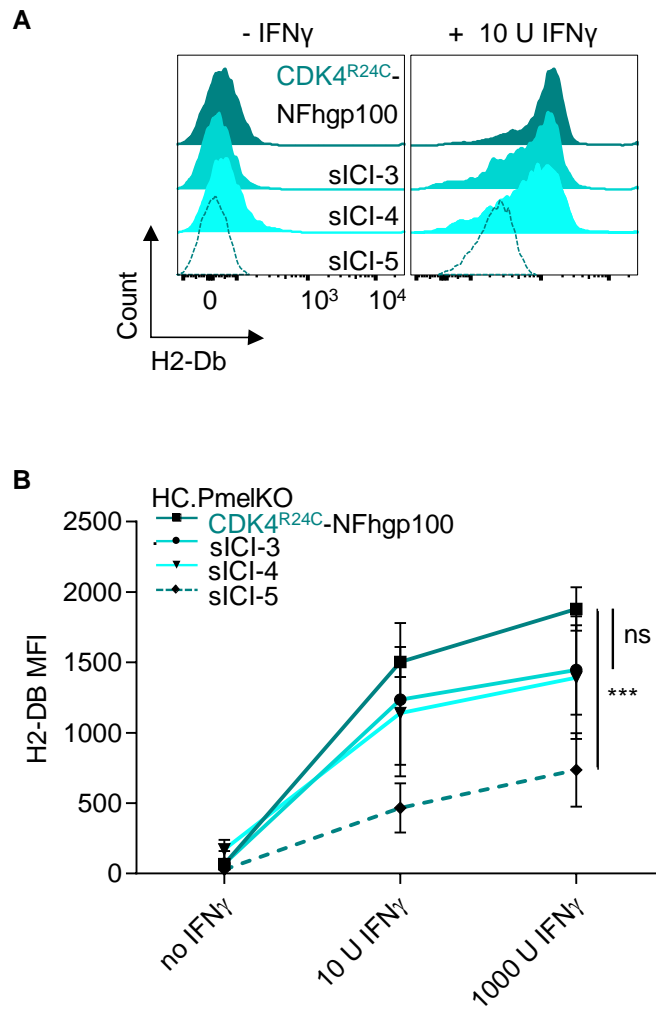 A
- IFNγ
+ 10 U IFNγ
CDK4R24C-
NFhgp100
sICI-3
sICI-4
sICI-5
Count
0
10³
10⁴
H2-Db
B
HC.PmelKO
CDK4R24C-NFhgp100
sICI-3
sICI-4
sICI-5
2500
2000
1500
1000
500
0
H2-DB MFI
ns
***
no IFNγ
10 U IFNγ
1000 U IFNγ